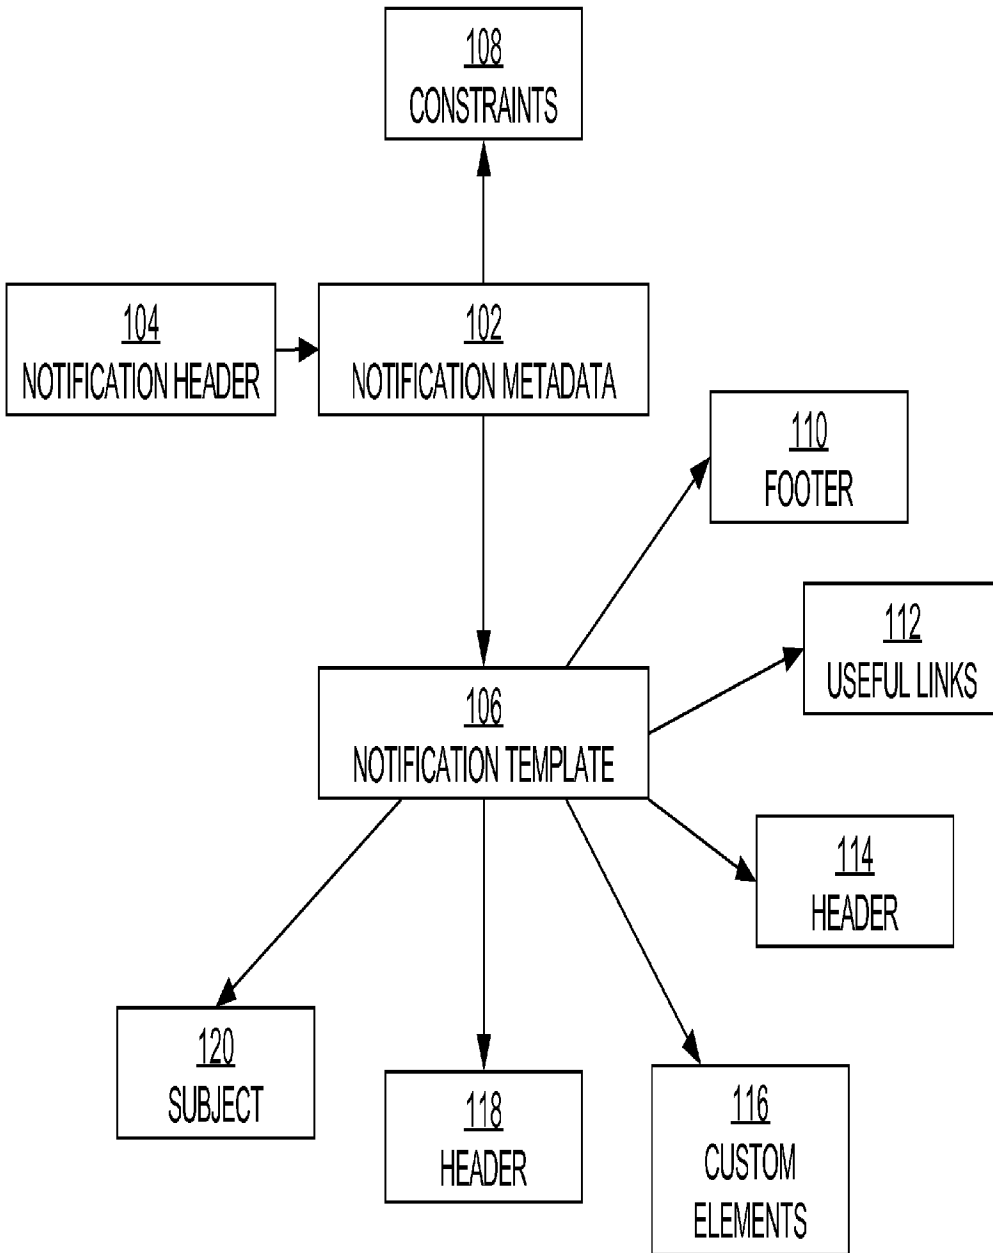 108
CONSTRAINTS
104
NOTIFICATION HEADER
102
NOTIFICATION METADATA
110
FOOTER
112
USEFUL LINKS
106
NOTIFICATION TEMPLATE
114
HEADER
120
SUBJECT
118
HEADER
116
CUSTOM
ELEMENTS